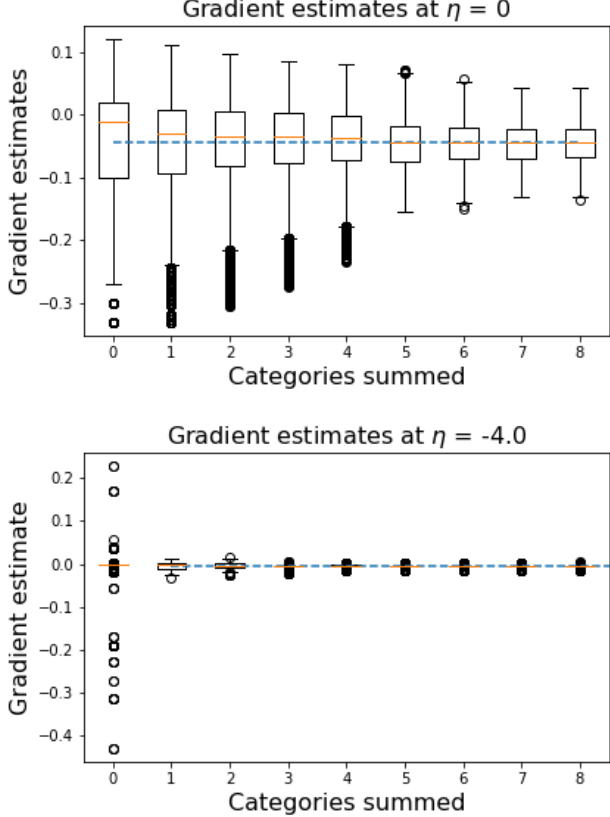 Gradient estimates at η = 0
0.1
0.0
−0.1
−0.2
−0.3
Gradient estimates
0 1 2 3 4 5 6 7 8
Categories summed
Gradient estimates at η = -4.0
0.2
0.1
0.0
−0.1
−0.2
−0.3
−0.4
Gradient estimate
0 1 2 3 4 5 6 7 8
Categories summed